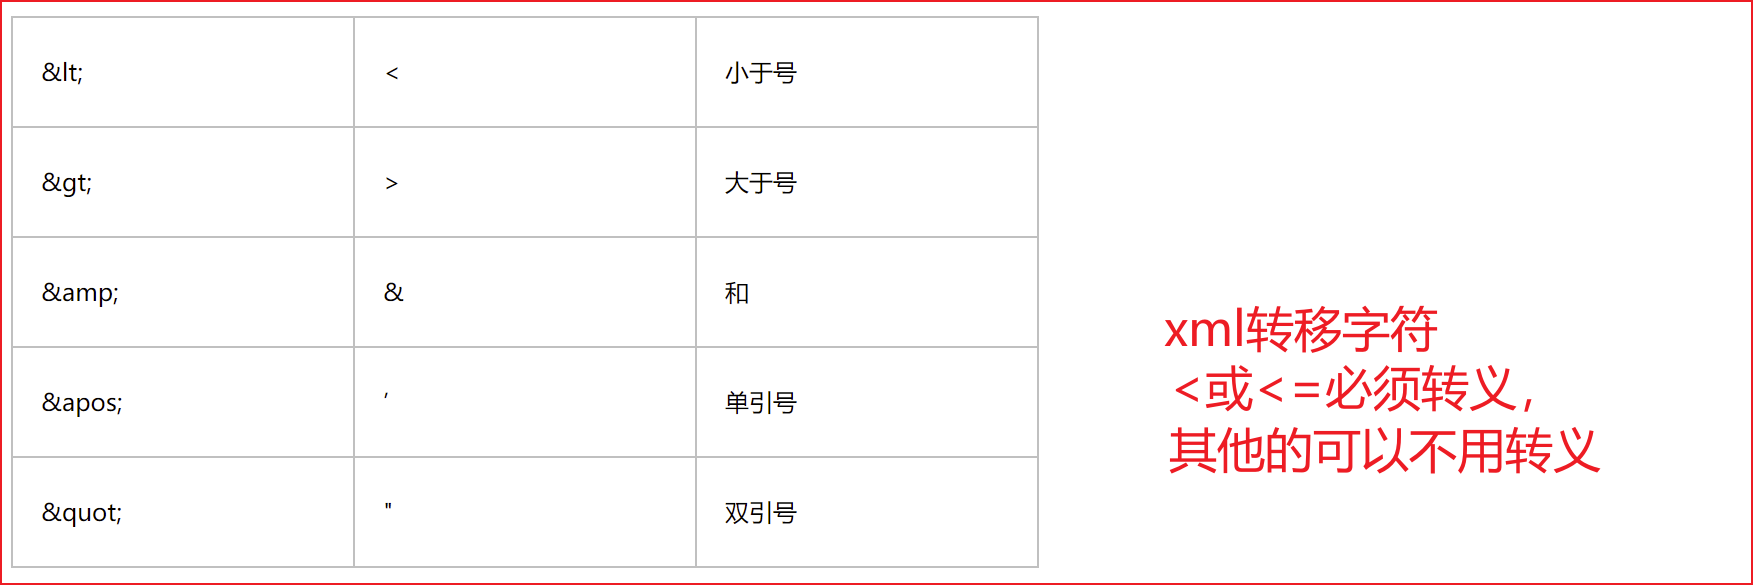 &lt; < 小于号
&gt; > 大于号
&amp; & 和
&apos; ' 单引号
&quot; " 双引号
xml转移字符
<或<=必须转义，
其他的可以不用转义